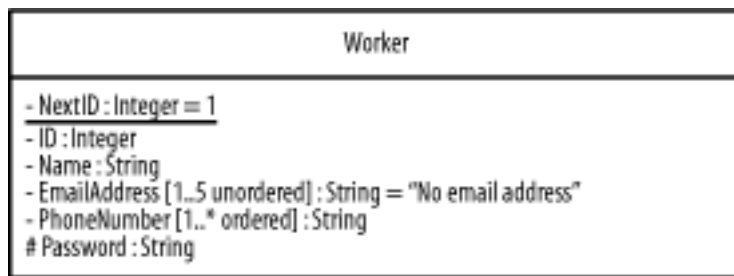 Worker
- NextID : Integer = 1
- ID : Integer
- Name : String
- EmailAddress [1..5 unordered] : String = “No email address”
- PhoneNumber [1..* ordered] : String
# Password : String